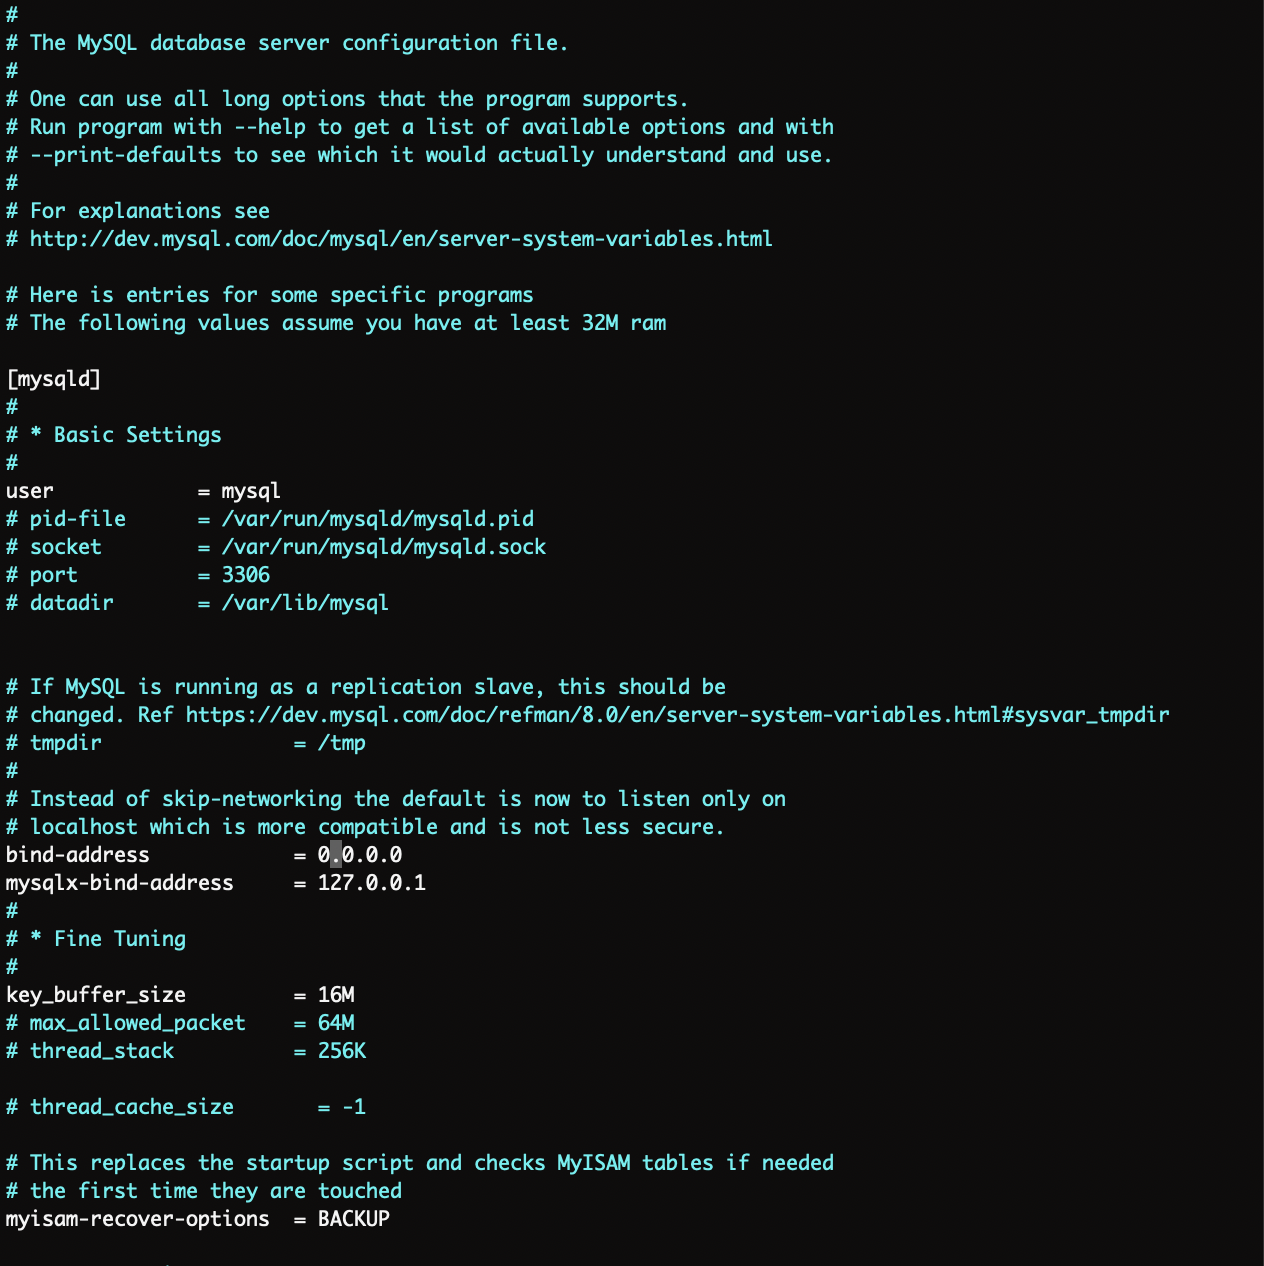 #
# The MySQL database server configuration file.
#
# One can use all long options that the program supports.
# Run program with --help to get a list of available options and with
# --print-defaults to see which it would actually understand and use.
#
# For explanations see
# http://dev.mysql.com/doc/mysql/en/server-system-variables.html
# Here is entries for some specific programs
# The following values assume you have at least 32M ram
[mysqld]
#
# * Basic Settings
#
user            = mysql
# pid-file      = /var/run/mysqld/mysqld.pid
# socket        = /var/run/mysqld/mysqld.sock
# port          = 3306
# datadir       = /var/lib/mysql
# If MySQL is running as a replication slave, this should be
# changed. Ref https://dev.mysql.com/doc/refman/8.0/en/server-system-variables.html#sysvar_tmpdir
# tmpdir                = /tmp
#
# Instead of skip-networking the default is now to listen only on
# localhost which is more compatible and is not less secure.
bind-address            = 0.0.0.0
mysqlx-bind-address     = 127.0.0.1
#
# * Fine Tuning
#
key_buffer_size         = 16M
# max_allowed_packet    = 64M
# thread_stack          = 256K
# thread_cache_size       = -1
# This replaces the startup script and checks MyISAM tables if needed
# the first time they are touched
myisam-recover-options  = BACKUP